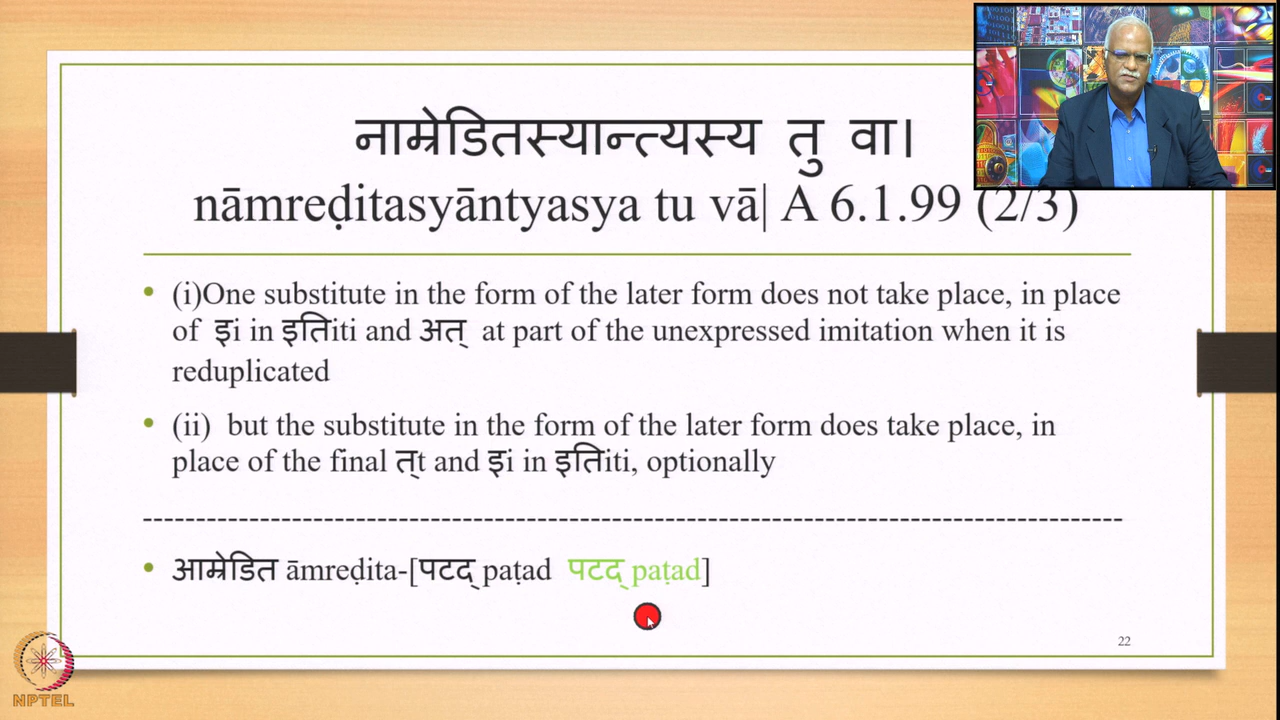 नाम्रेडितस्यान्त्यस्य तु वा।
nāmreḍitasyāntyasya tu vā| A 6.1.99 (2/3)
• (i)One substitute in the form of the later form does not take place, in place
of इi in इतिiti and अत् at part of the unexpressed imitation when it is
reduplicated
• (ii) but the substitute in the form of the later form does take place, in
place of the final त्t and इi in इतिiti, optionally
--------------------------------------------------------------------------------------------
• आम्रेडित āmreḍita-[पटद् paṭad पटद् paṭad]
22
NPTEL